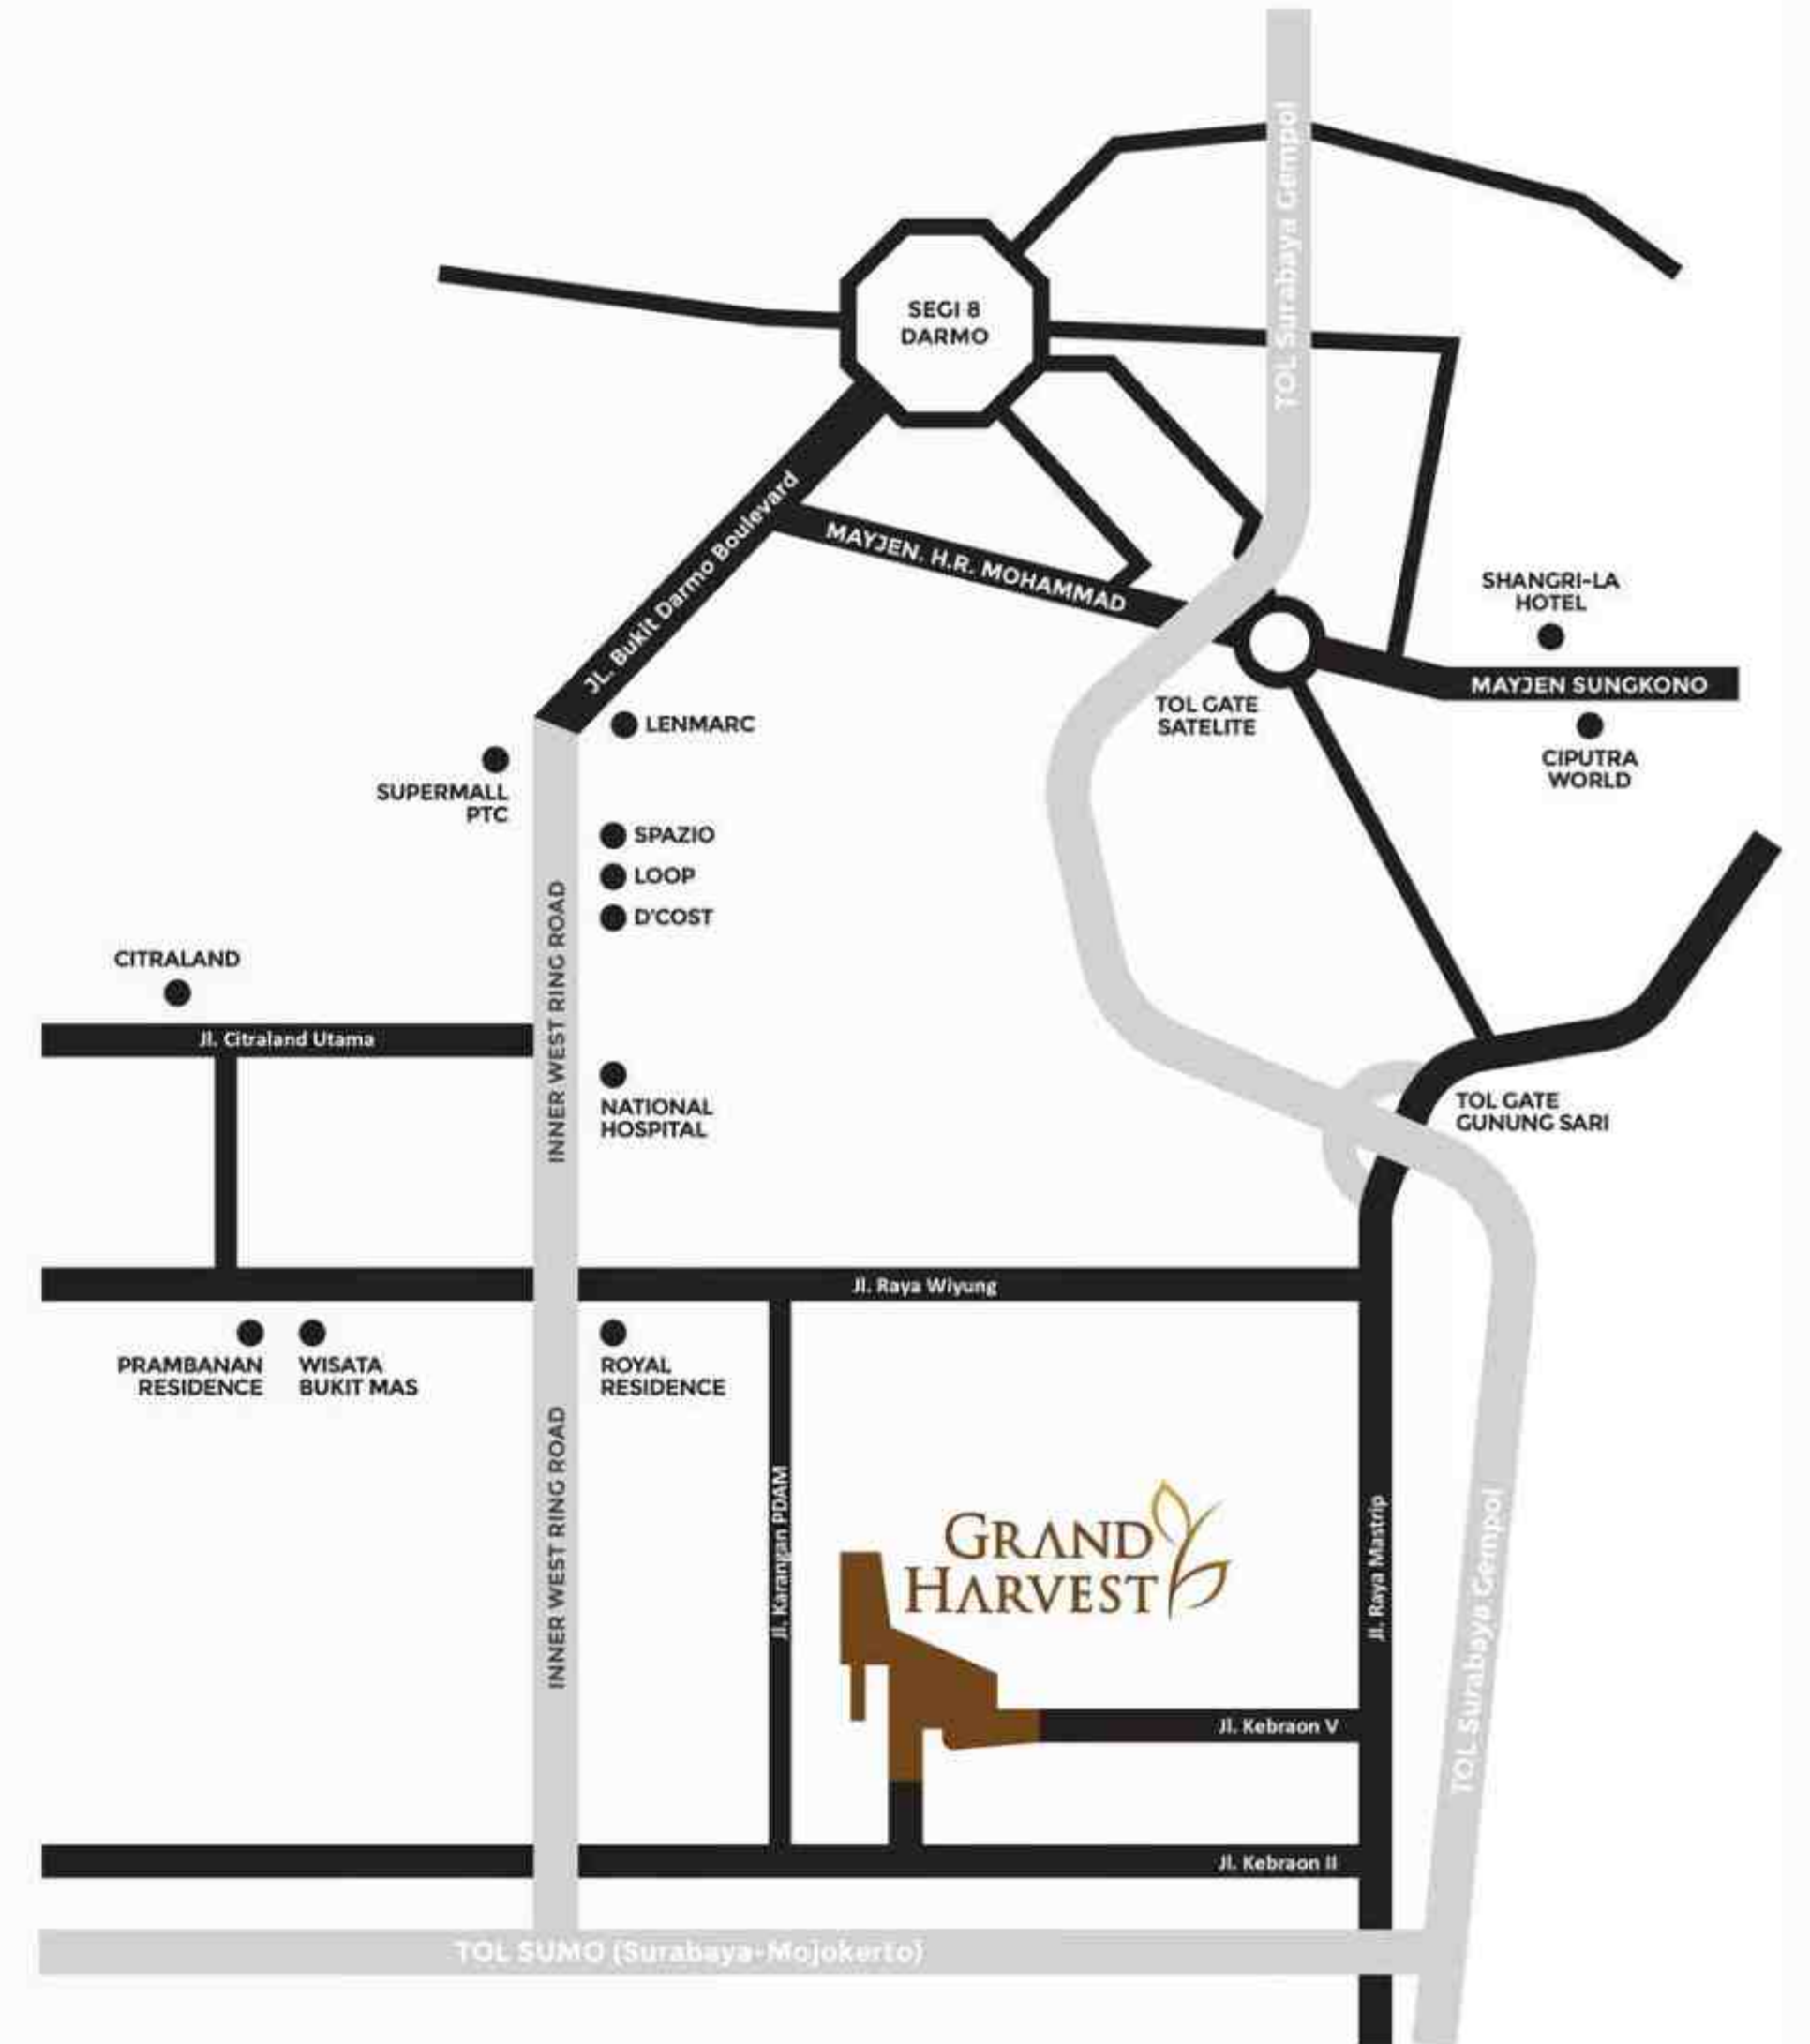 TOL Surabaya Gempol
SEGI 8
DARMO
JL. Bukit Darmo Boulevard
MAYJEN. H.R. MOHAMMAD
SHANGRI-LA
HOTEL
MAYJEN SUNGKONO
TOL GATE
SATELITE
CIPUTRA
WORLD
LENMARC
SUPERMALL
PTC
SPAZIO
LOOP
D'COST
INNER WEST RING ROAD
CITRALAND
Jl. Citraland Utama
NATIONAL
HOSPITAL
TOL GATE
GUNUNG SARI
Jl. Raya Wiyung
PRAMBANAN
RESIDENCE
WISATA
BUKIT MAS
ROYAL
RESIDENCE
INNER WEST RING ROAD
Jl. Karangan PDAM
GRAND
HARVEST
Jl. Raya Mastrip
TOL Surabaya Gempol
Jl. Kebraon V
Jl. Kebraon II
TOL SUMO (Surabaya-Mojokerto)